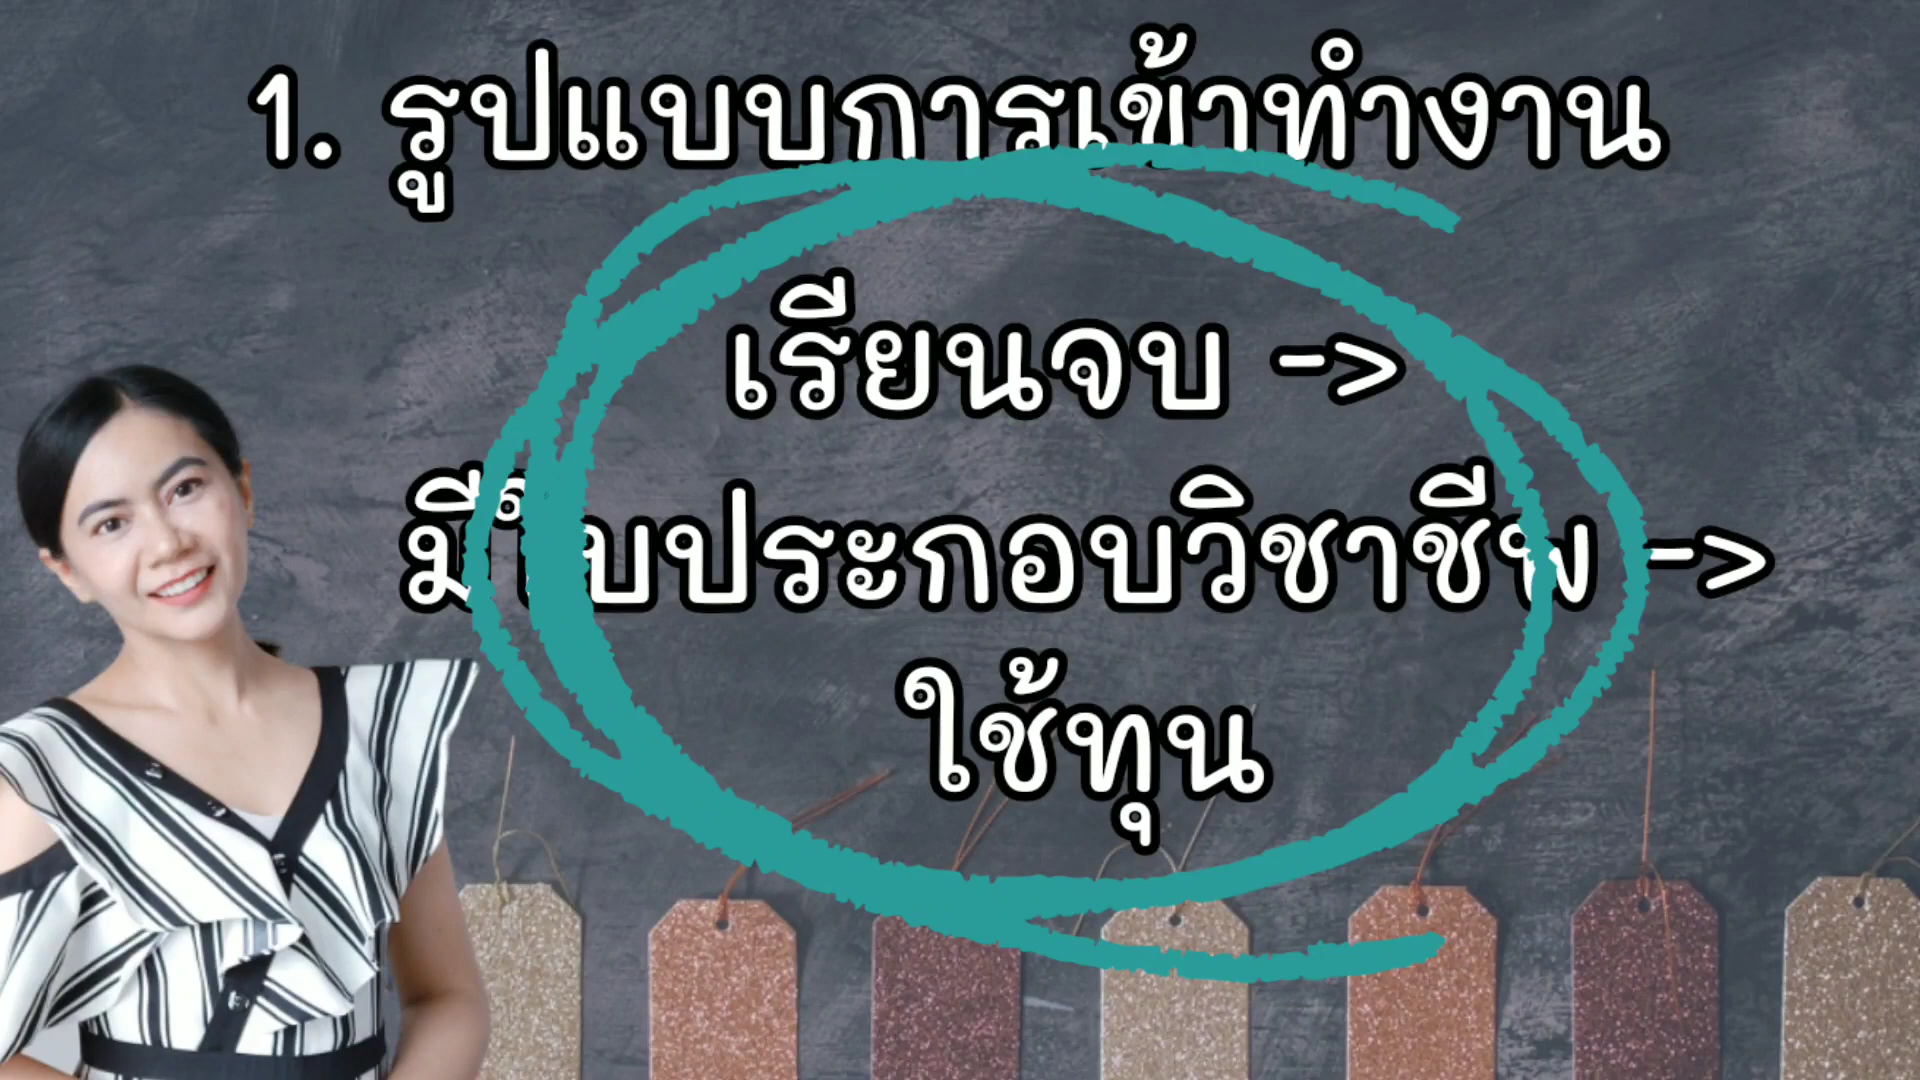 1. รูปแบบการเข้าทำงาน
เรียนจบ ->
มีใบประกอบวิชาชีพ ->
ใช้ทุน